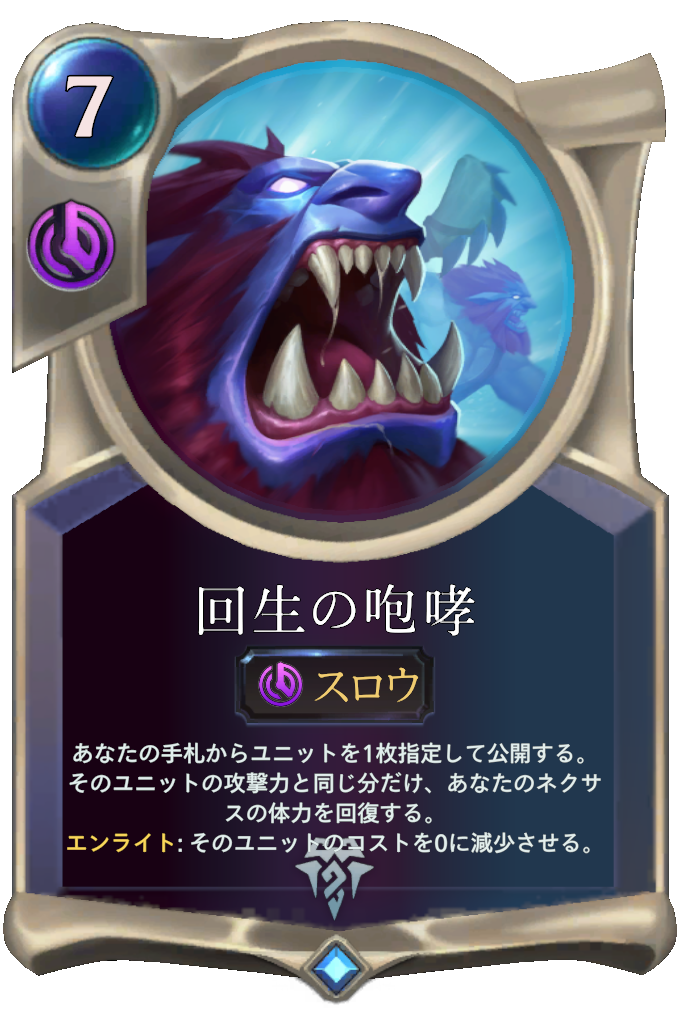 7
回生の咆哮
スロウ
あなたの手札からユニットを1枚指定して公開する。
そのユニットの攻撃力と同じ分だけ、あなたのネクサ
スの体力を回復する。
エンライト: そのユニットのコストを0に減少させる。